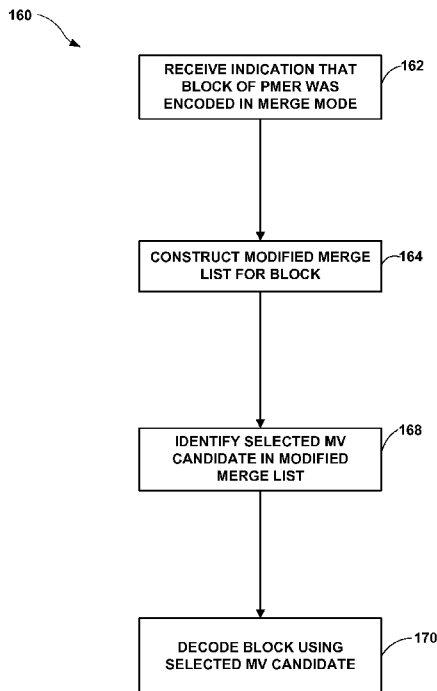 160
RECEIVE INDICATION THAT
BLOCK OF PMER WAS
ENCODED IN MERGE MODE
162
CONSTRUCT MODIFIED MERGE
LIST FOR BLOCK
164
IDENTIFY SELECTED MV
CANDIDATE IN MODIFIED
MERGE LIST
168
DECODE BLOCK USING
SELECTED MV CANDIDATE
170